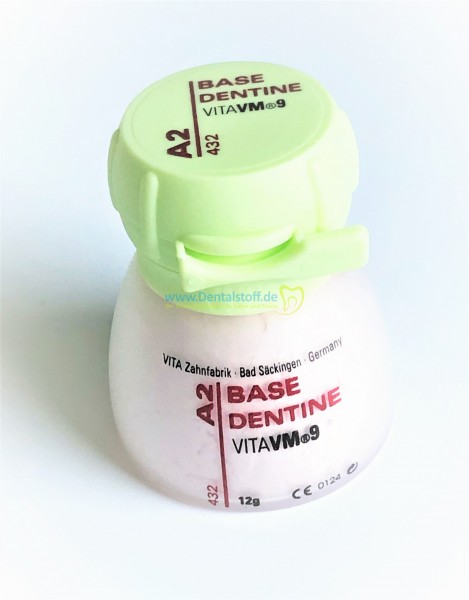 BASE
DENTINE
VITAVM®9
A2
432
www.Dentalstoff.de
VITA Zahnfabrik · Bad Säckingen · Germany
A2
BASE
DENTINE
VITAVM®9
432
12g
CE 0124